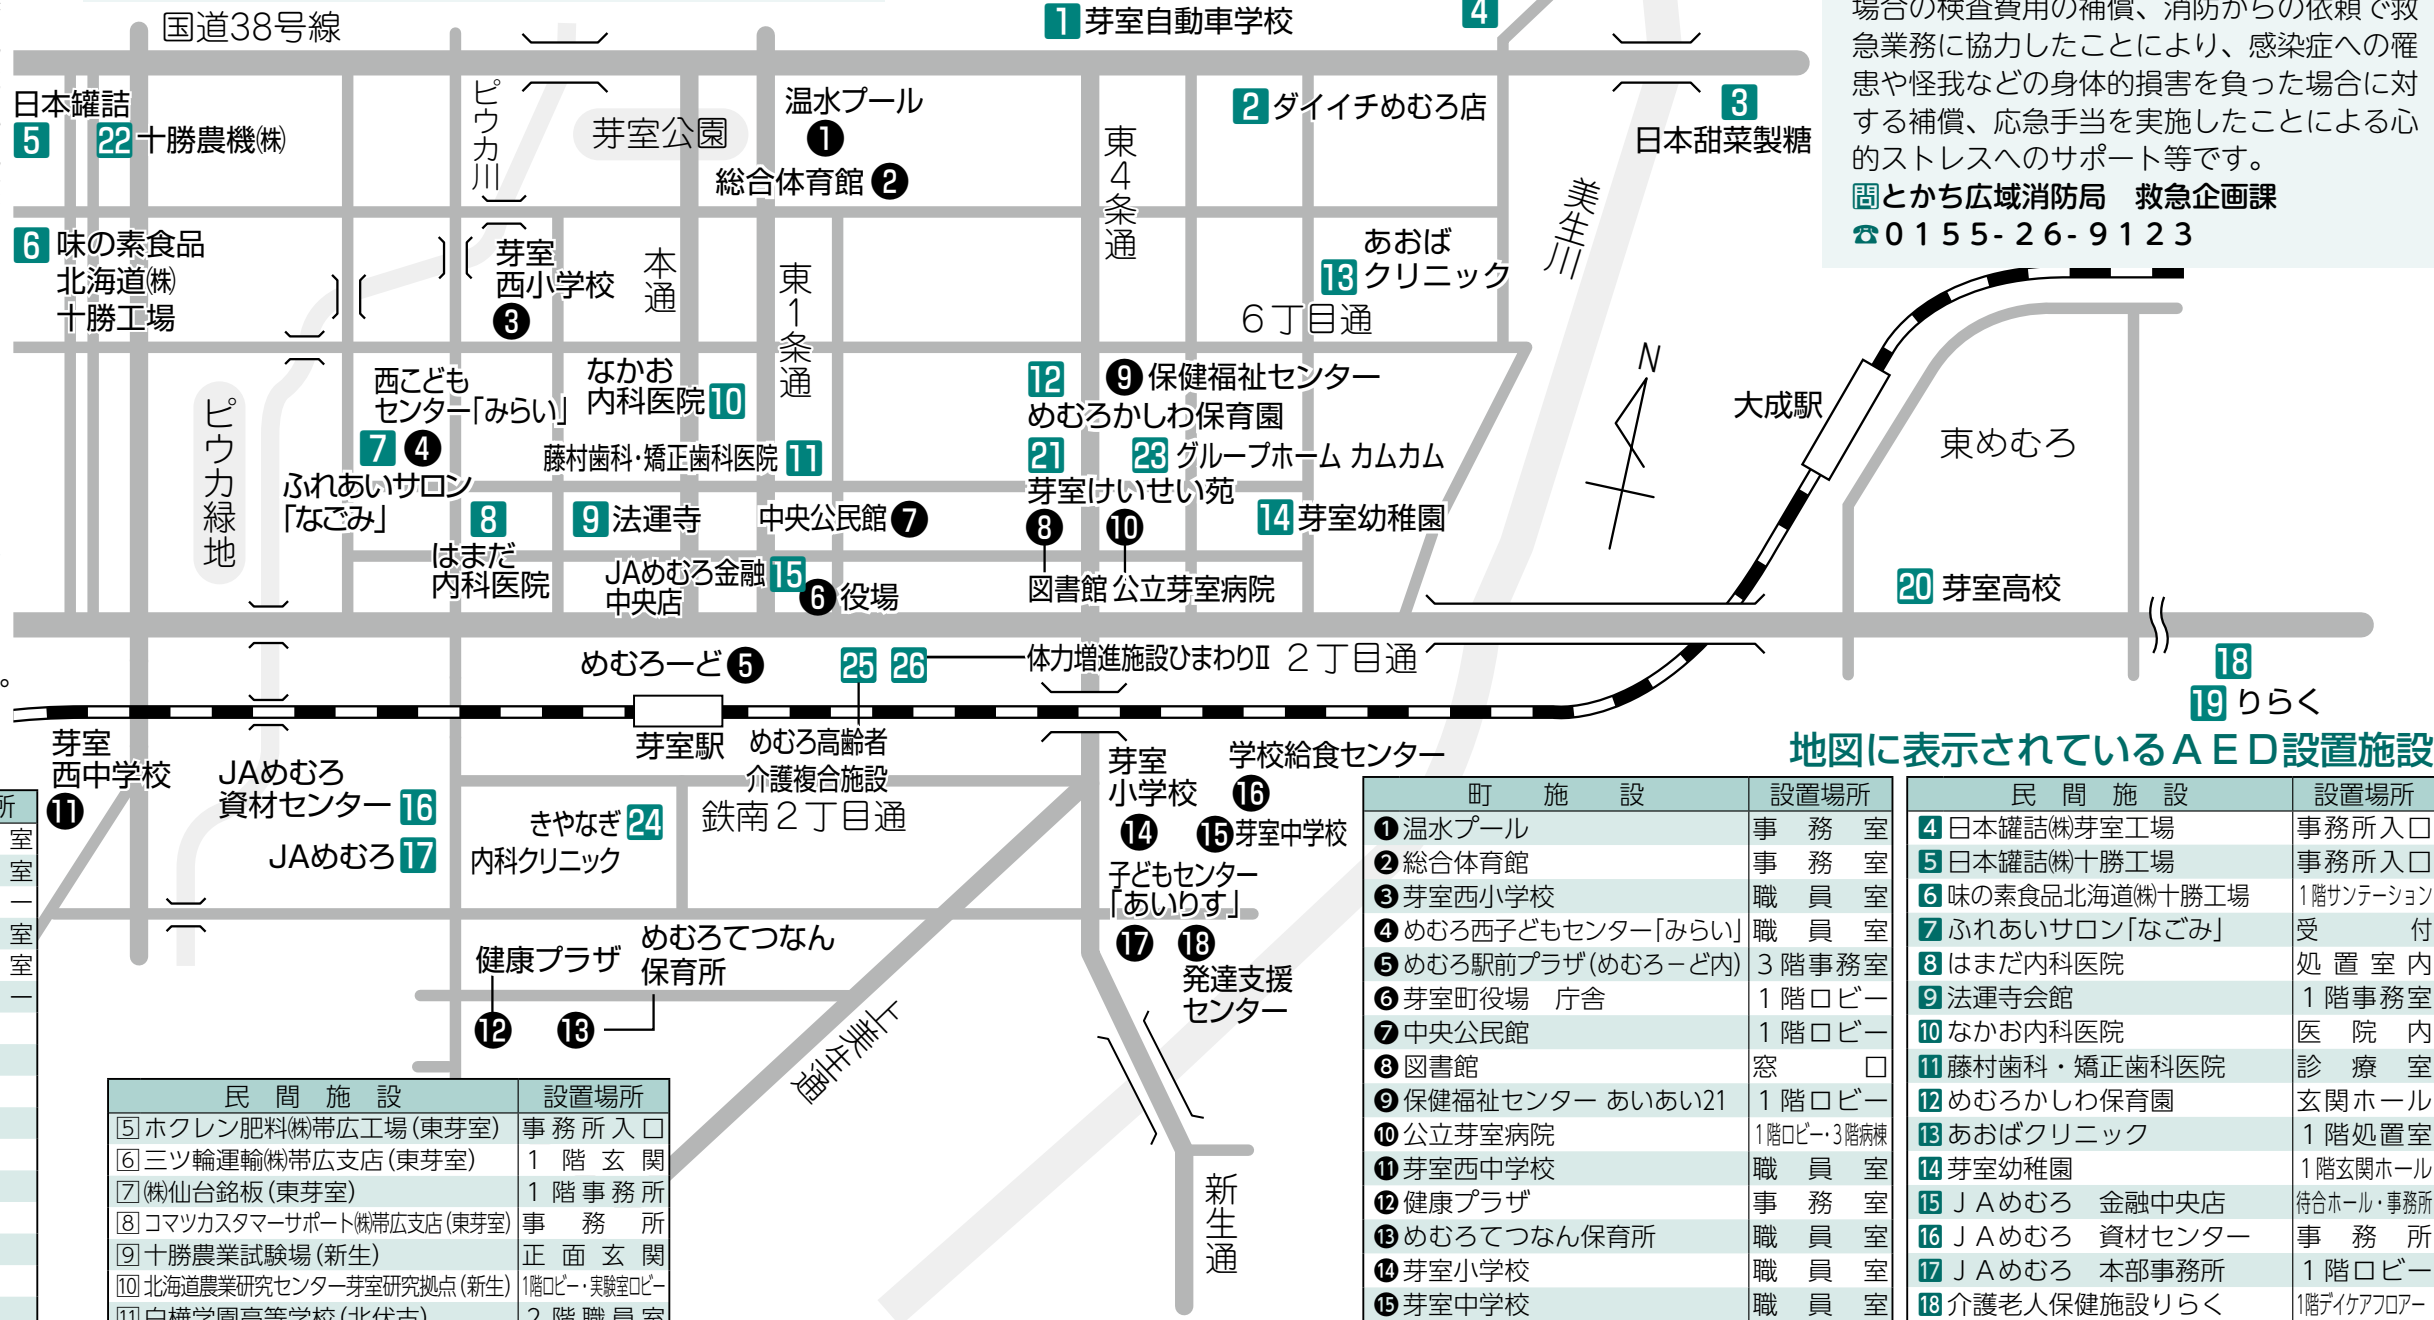 国道38号線
1 芽室自動車学校
4
場合の検査費用の補償、消防からの依頼で救
急業務に協力したことにより、感染症への罹
患や怪我などの身体的損害を負った場合に対
する補償、応急手当を実施したことによる心
的ストレスへのサポート等です。
問とかち広域消防局　救急企画課
☎0155-26-9123
日本罐詰
5
22 十勝農機㈱
ピウカ川
芽室公園
温水プール
❶
総合体育館 ❷
東4条通
2 ダイイチめむろ店
3
日本甜菜製糖
美生川
6 味の素食品
北海道㈱
十勝工場
芽室
西小学校
❸
本通
東1条通
あおば
13 クリニック
6丁目通
N
ピウカ緑地
西こども
センター「みらい」
7 ❹
ふれあいサロン
「なごみ」
なかお
内科医院 10
藤村歯科・矯正歯科医院 11
8
はまだ
内科医院
9 法運寺
中央公民館 ❼
JAめむろ金融 15
中央店
❻ 役場
12 ❾ 保健福祉センター
めむろかしわ保育園
21 23 グループホーム カムカム
芽室けいせい苑
❽ ❿
図書館 公立芽室病院
14 芽室幼稚園
大成駅
東めむろ
20 芽室高校
めむろーど ❺
25 26 体力増進施設ひまわりⅡ
2丁目通
18
19 りらく
。
芽室駅
めむろ高齢者
介護複合施設
芽室
西中学校
⓫
JAめむろ
資材センター 16
JAめむろ 17
きやなぎ 24
内科クリニック
鉄南2丁目通
芽室
小学校
⓮
学校給食センター
⓰
⓯ 芽室中学校
子どもセンター
「あいりす」
⓱ ⓲
発達支援
センター
健康プラザ
⓬
めむろてつなん
保育所
⓭
上美生通
新生通
所
室
室
ー
室
室
ー
民間施設 設置場所
5 ホクレン肥料㈱帯広工場(東芽室) 事務所入口
6 三ツ輪運輸㈱帯広支店(東芽室) 1階玄関
7 ㈱仙台銘板(東芽室) 1階事務所
8 コマツカスタマーサポート㈱帯広支店(東芽室) 事務所
9 十勝農業試験場(新生) 正面玄関
10 北海道農業研究センター芽室研究拠点(新生) 1階ロビー・実験室ロビー
11 白樺学園高等学校(北伏古) 2階職員室
地図に表示されているAED設置施設
町施設 設置場所
❶ 温水プール 事務室
❷ 総合体育館 事務室
❸ 芽室西小学校 職員室
❹ めむろ西子どもセンター「みらい」 職員室
❺ めむろ駅前プラザ(めむろーど内) 3階事務室
❻ 芽室町役場　庁舎 1階ロビー
❼ 中央公民館 1階ロビー
❽ 図書館 窓口
❾ 保健福祉センター あいあい21 1階ロビー
❿ 公立芽室病院 1階ロビー・3階病棟
⓫ 芽室西中学校 職員室
⓬ 健康プラザ 事務室
⓭ めむろてつなん保育所 職員室
⓮ 芽室小学校 職員室
⓯ 芽室中学校 職員室
民間施設 設置場所
4 日本罐詰㈱芽室工場 事務所入口
5 日本罐詰㈱十勝工場 事務所入口
6 味の素食品北海道㈱十勝工場 1階サンテーション
7 ふれあいサロン「なごみ」 受付
8 はまだ内科医院 処置室内
9 法運寺会館 1階事務室
10 なかお内科医院 医院内
11 藤村歯科・矯正歯科医院 診療室
12 めむろかしわ保育園 玄関ホール
13 あおばクリニック 1階処置室
14 芽室幼稚園 1階玄関ホール
15 JAめむろ　金融中央店 待合ホール・事務所
16 JAめむろ　資材センター 事務所
17 JAめむろ　本部事務所 1階ロビー
18 介護老人保健施設りらく 1階デイケアフロアー